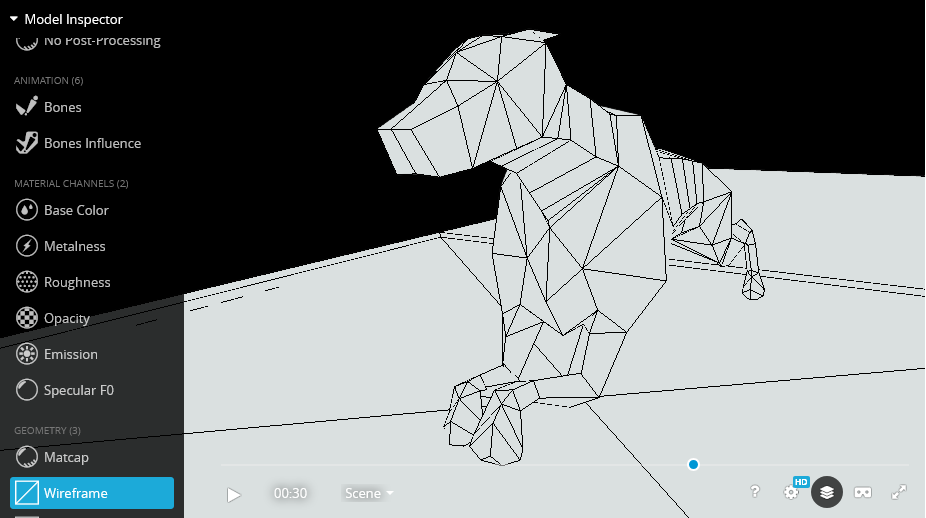 Model Inspector
No Post-Processing
ANIMATION (6)
Bones
Bones Influence
MATERIAL CHANNELS (2)
Base Color
Metalness
Roughness
Opacity
Emission
Specular F0
GEOMETRY (3)
Matcap
Wireframe
00:30 Scene ? HD